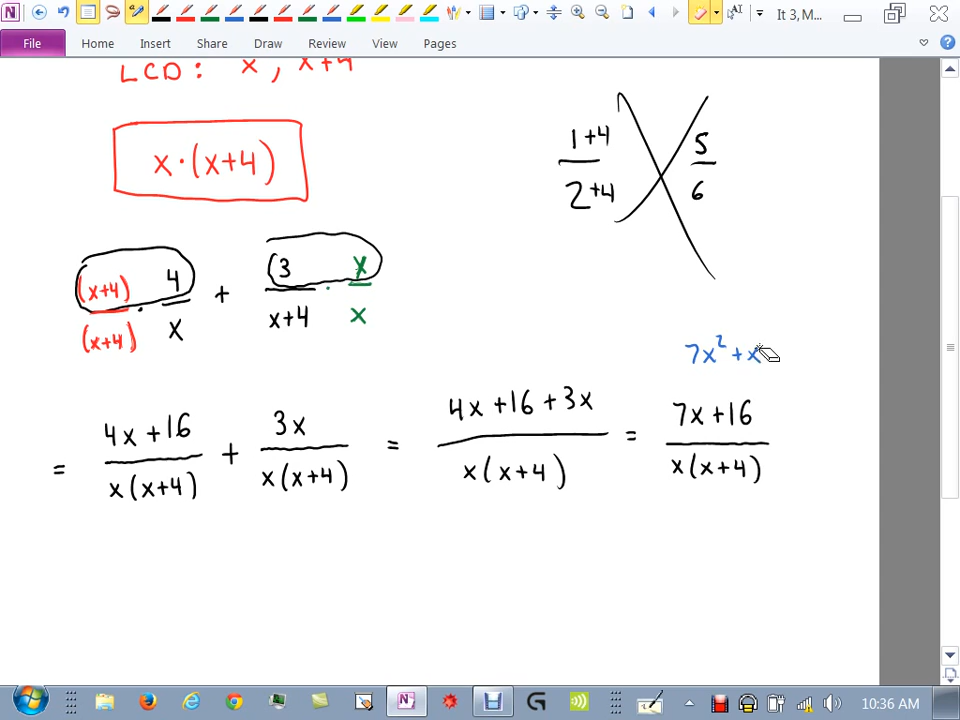 It 3, M...
File Home Insert Share Draw Review View Pages
LCD: x, x+4
x·(x+4)
1+4 5
2+4 6
(x+4) · 4 + (3 · x
(x+4) x x+4 x
7x² + x
4x+16 + 3x = 4x+16+3x = 7x+16
= x(x+4) x(x+4) x(x+4) x(x+4)
10:36 AM